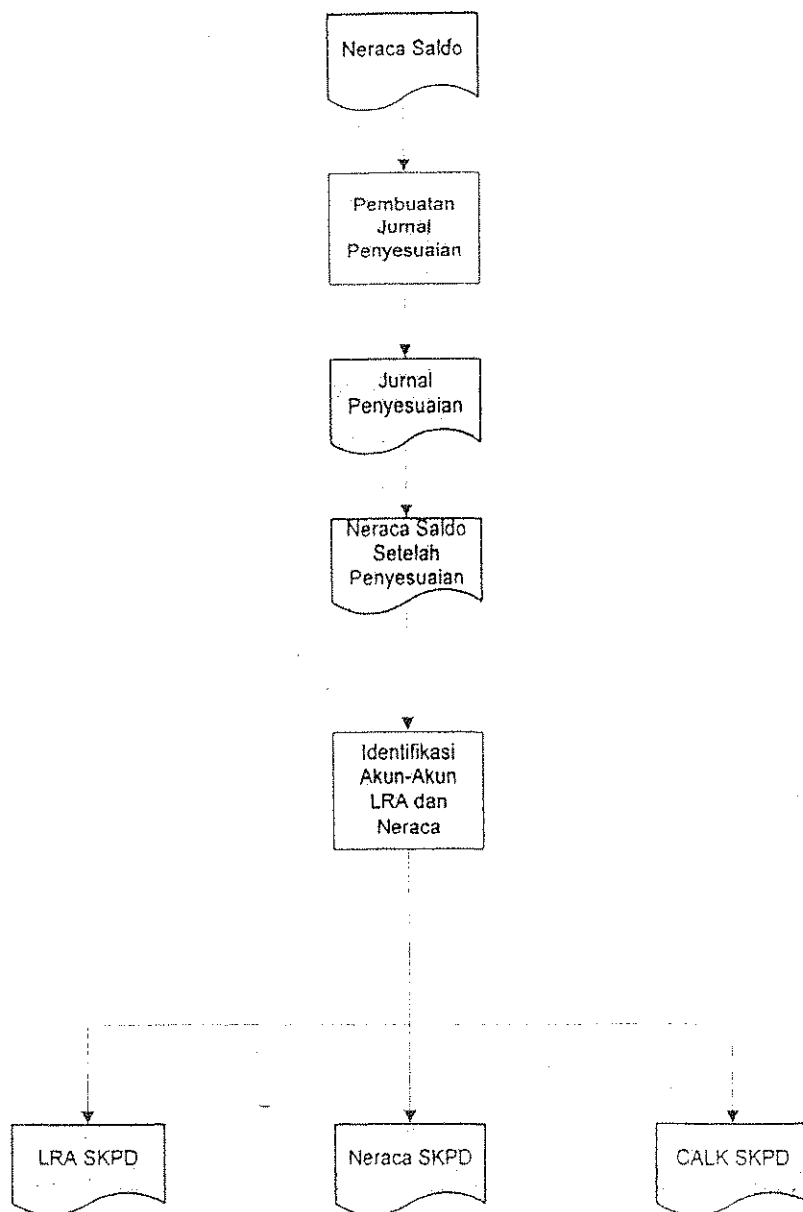 Neraca Saldo
Pembuatan
Jurnal
Penyesuaian
Jurnal
Penyesuaian
Neraca Saldo
Setelah
Penyesuaian
Identifikasi
Akun-Akun
LRA dan
Neraca
LRA SKPD
Neraca SKPD
CALK SKPD